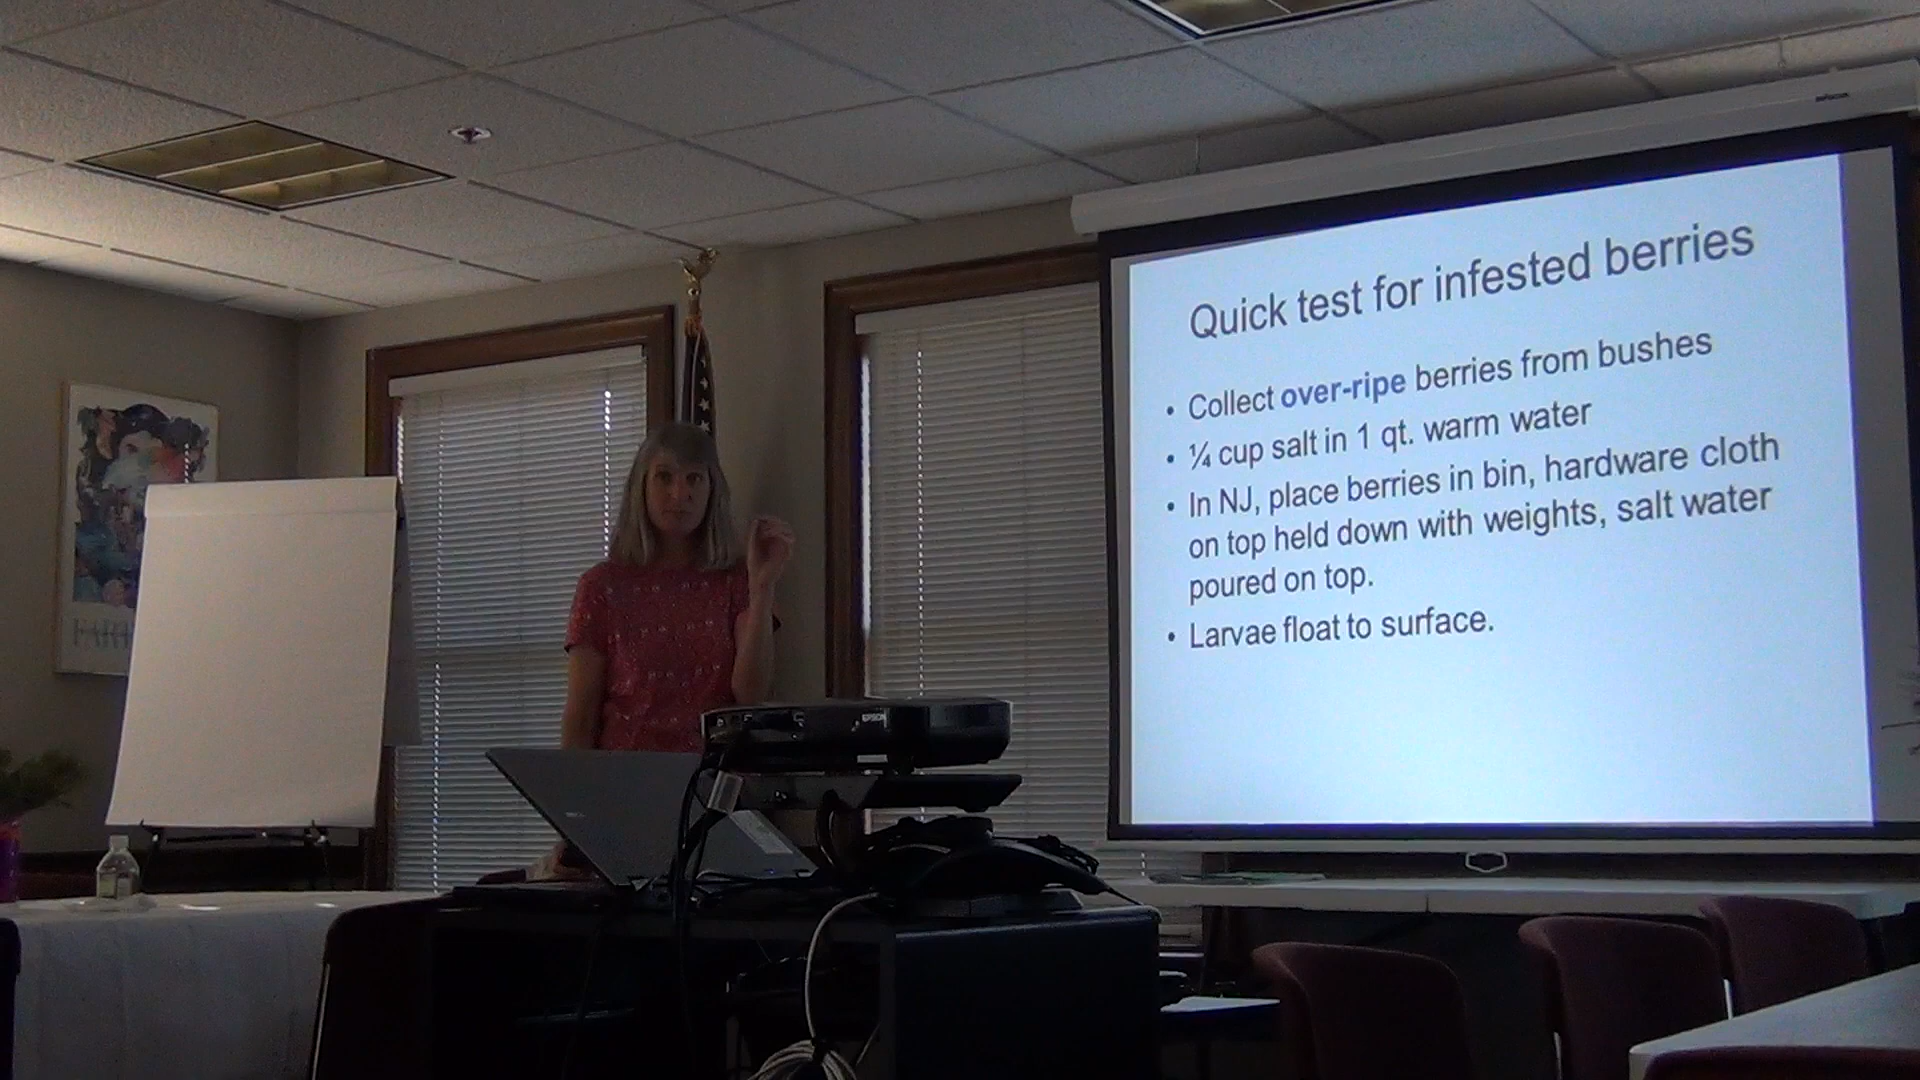 Quick test for infested berries
• Collect over-ripe berries from bushes
• ¼ cup salt in 1 qt. warm water
• In NJ, place berries in bin, hardware cloth
on top held down with weights, salt water
poured on top.
• Larvae float to surface.
EPSON